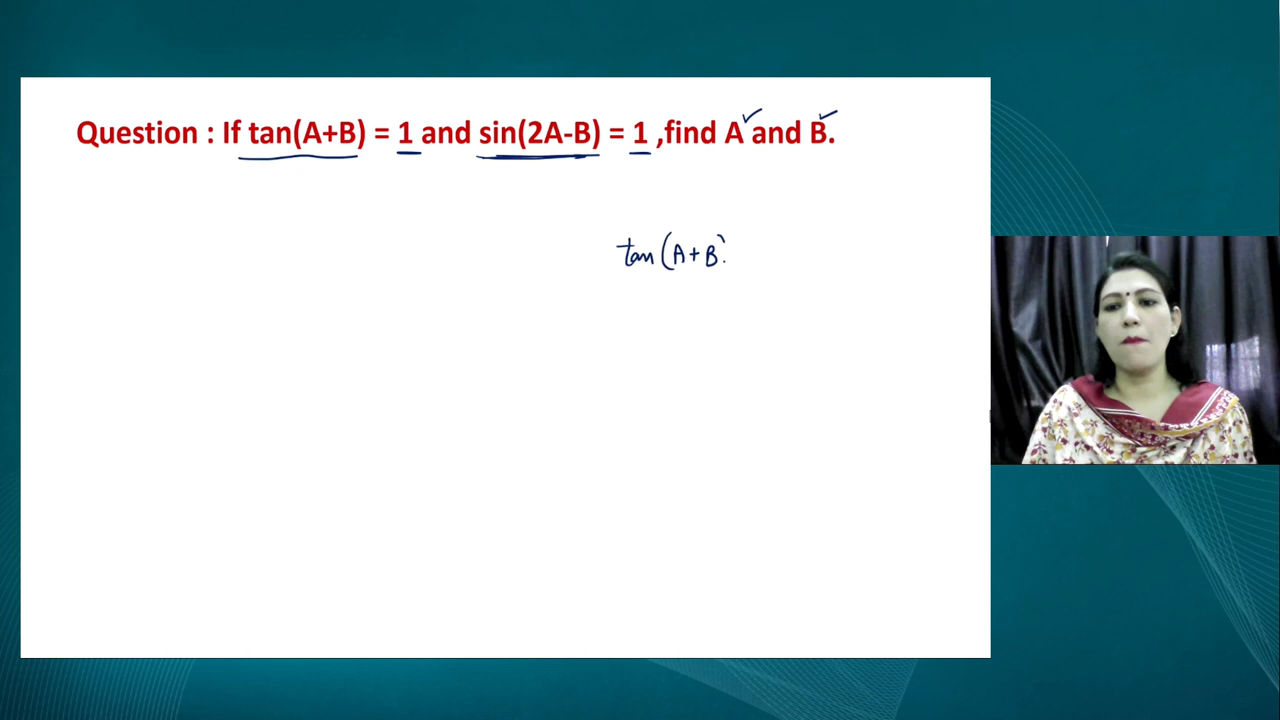 Question : If tan(A+B) = 1 and sin(2A-B) = 1 ,find A and B.
tan (A+B)